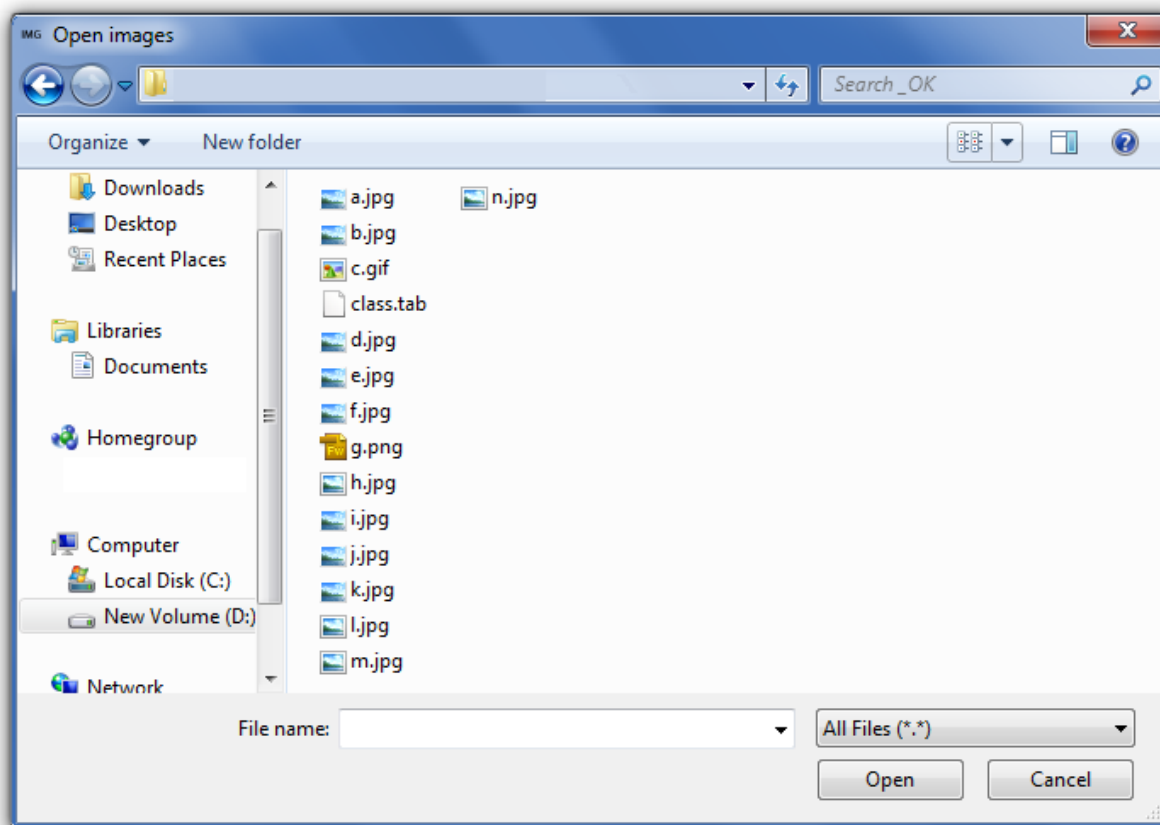 IMG Open images
Search _OK
Organize New folder
Downloads
Desktop
Recent Places
Libraries
Documents
Homegroup
Computer
Local Disk (C:)
New Volume (D:)
Network
a.jpg
b.jpg
c.gif
class.tab
d.jpg
e.jpg
f.jpg
g.png
h.jpg
i.jpg
j.jpg
k.jpg
l.jpg
m.jpg
n.jpg
File name: All Files (*.*)
Open Cancel